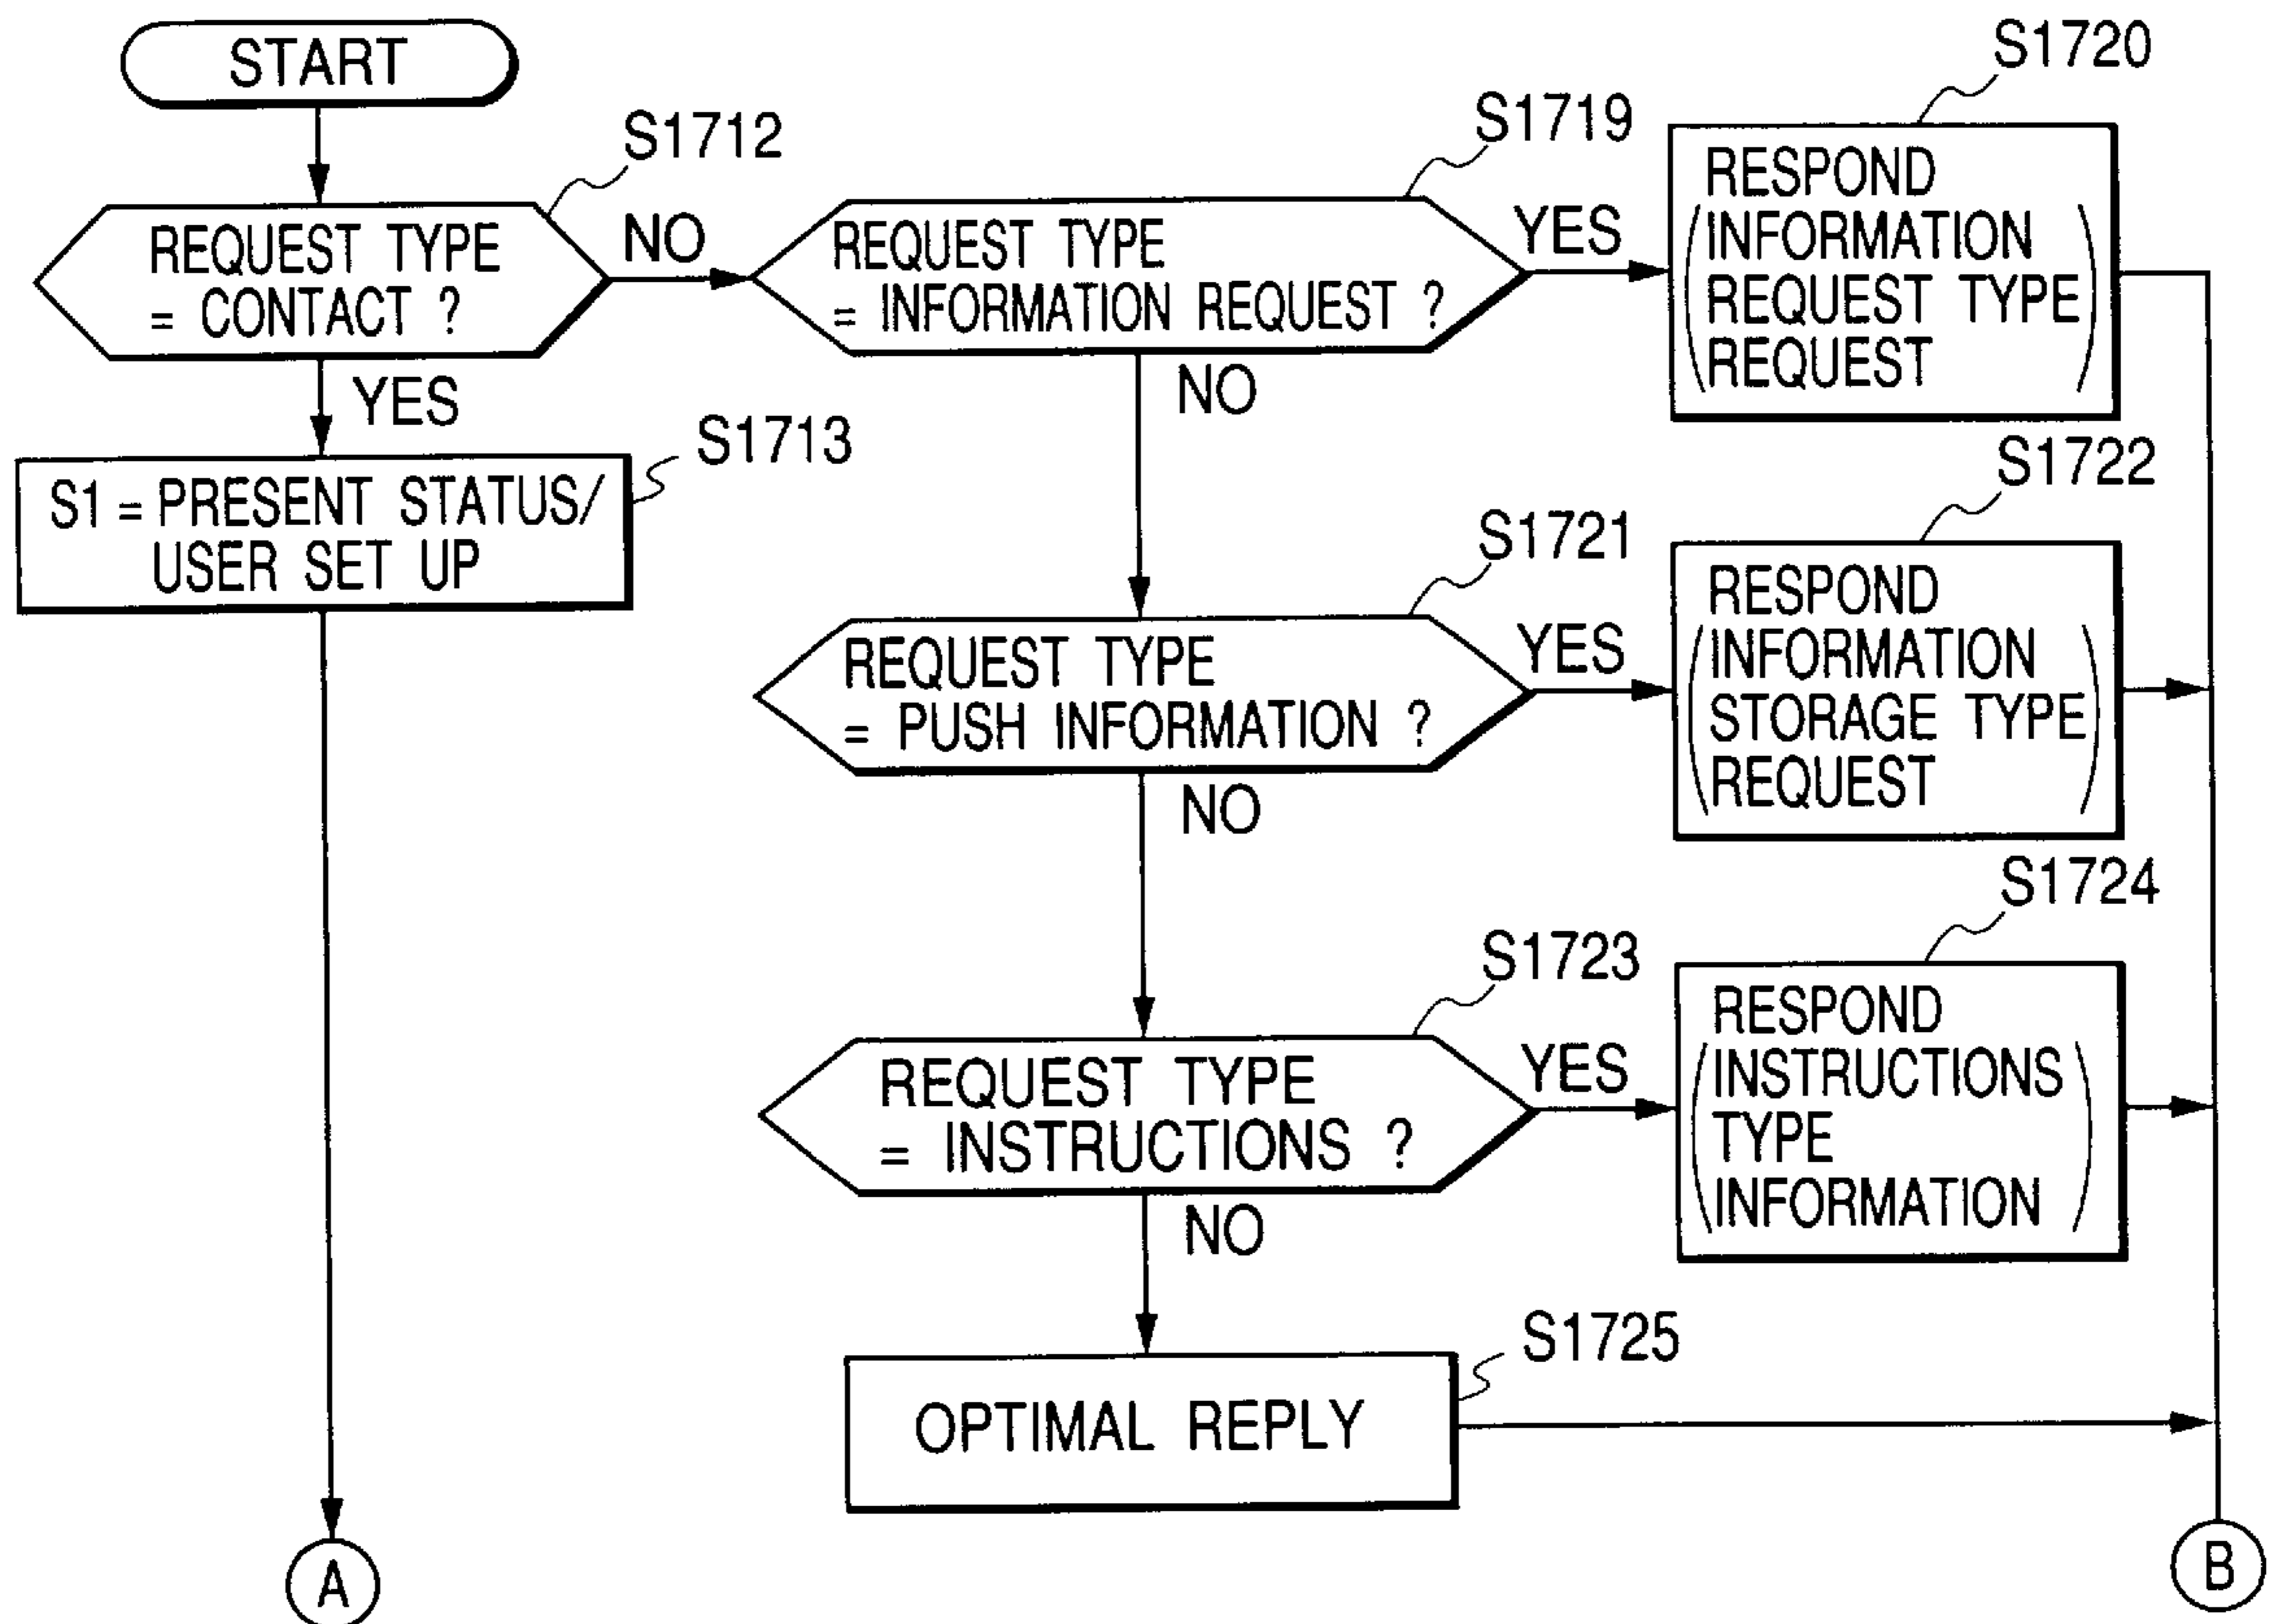 START
S1712
REQUEST TYPE
= CONTACT ?
NO
YES
S1713
S1 = PRESENT STATUS/
USER SET UP
A
S1719
REQUEST TYPE
= INFORMATION REQUEST ?
YES
NO
S1720
RESPOND
INFORMATION
REQUEST TYPE
REQUEST
S1721
REQUEST TYPE
= PUSH INFORMATION ?
YES
NO
S1722
RESPOND
INFORMATION
STORAGE TYPE
REQUEST
S1723
REQUEST TYPE
= INSTRUCTIONS ?
YES
NO
S1724
RESPOND
INSTRUCTIONS
TYPE
INFORMATION
S1725
OPTIMAL REPLY
B